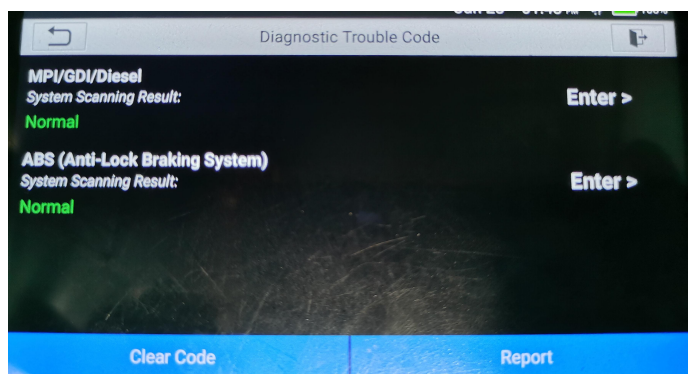 Diagnostic Trouble Code
MPI/GDI/Diesel
System Scanning Result:
Enter >
Normal
ABS (Anti-Lock Braking System)
System Scanning Result:
Enter >
Normal
Clear Code
Report